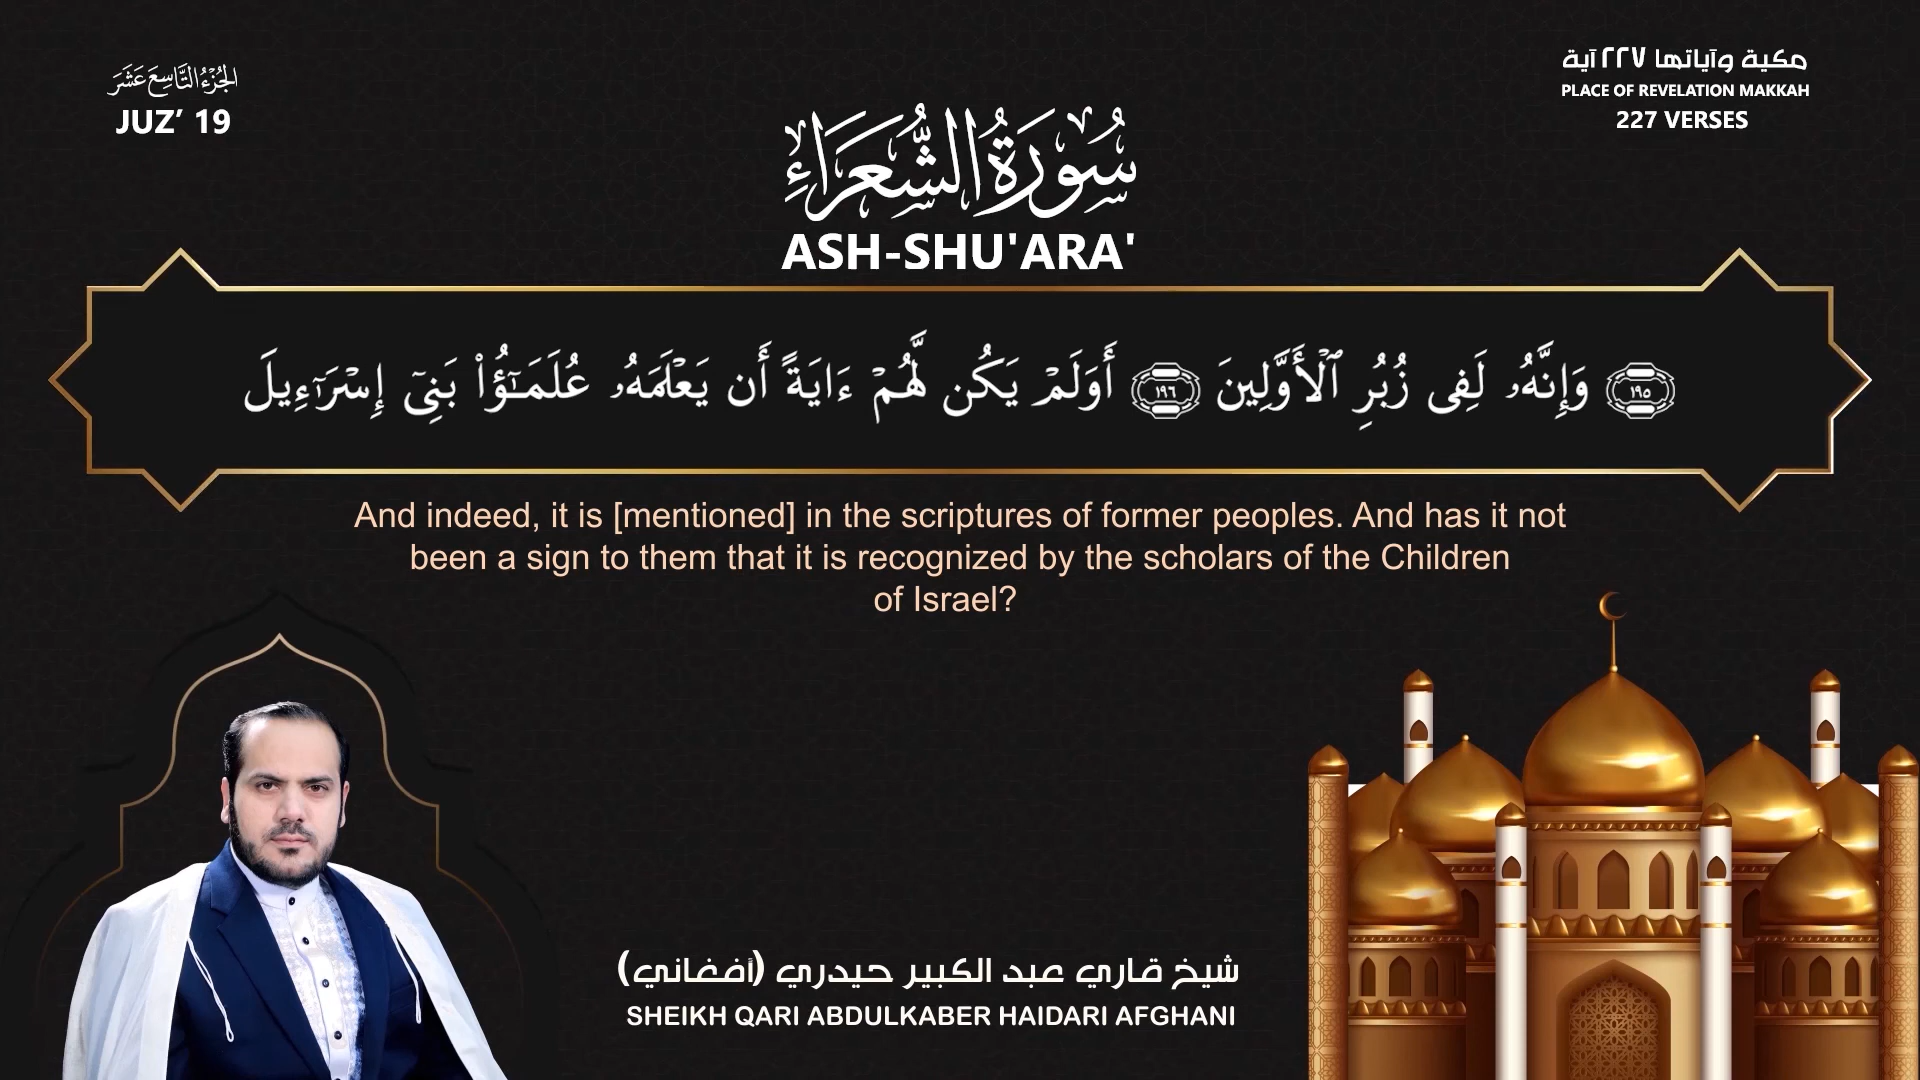 الجُزْءُ التَّاسِعَ عَشَرَ
JUZ’ 19
مكية وآياتها ٢٢٧ آية
PLACE OF REVELATION MAKKAH
227 VERSES
سُورَةُ الشُّعَرَاءِ
ASH-SHU'ARA'
١٩٥ وَإِنَّهُۥ لَفِى زُبُرِ ٱلْأَوَّلِينَ ١٩٦ أَوَلَمْ يَكُن لَّهُمْ ءَايَةً أَن يَعْلَمَهُۥ عُلَمَـٰٓؤُا۟ بَنِىٓ إِسْرَٰٓءِيلَ
And indeed, it is [mentioned] in the scriptures of former peoples. And has it not
been a sign to them that it is recognized by the scholars of the Children
of Israel?
شيخ قاري عبد الكبير حيدري (أفغاني)
SHEIKH QARI ABDULKABER HAIDARI AFGHANI